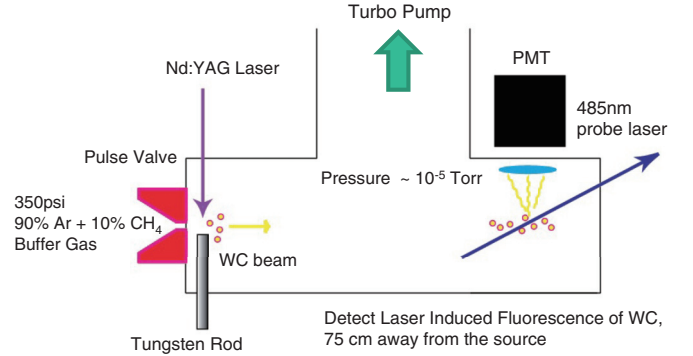 Turbo Pump
Nd:YAG Laser
PMT
485nm
probe laser
Pulse Valve
Pressure ~ 10⁻⁵ Torr
350psi
90% Ar + 10% CH₄
Buffer Gas
WC beam
Tungsten Rod
Detect Laser Induced Fluorescence of WC,
75 cm away from the source